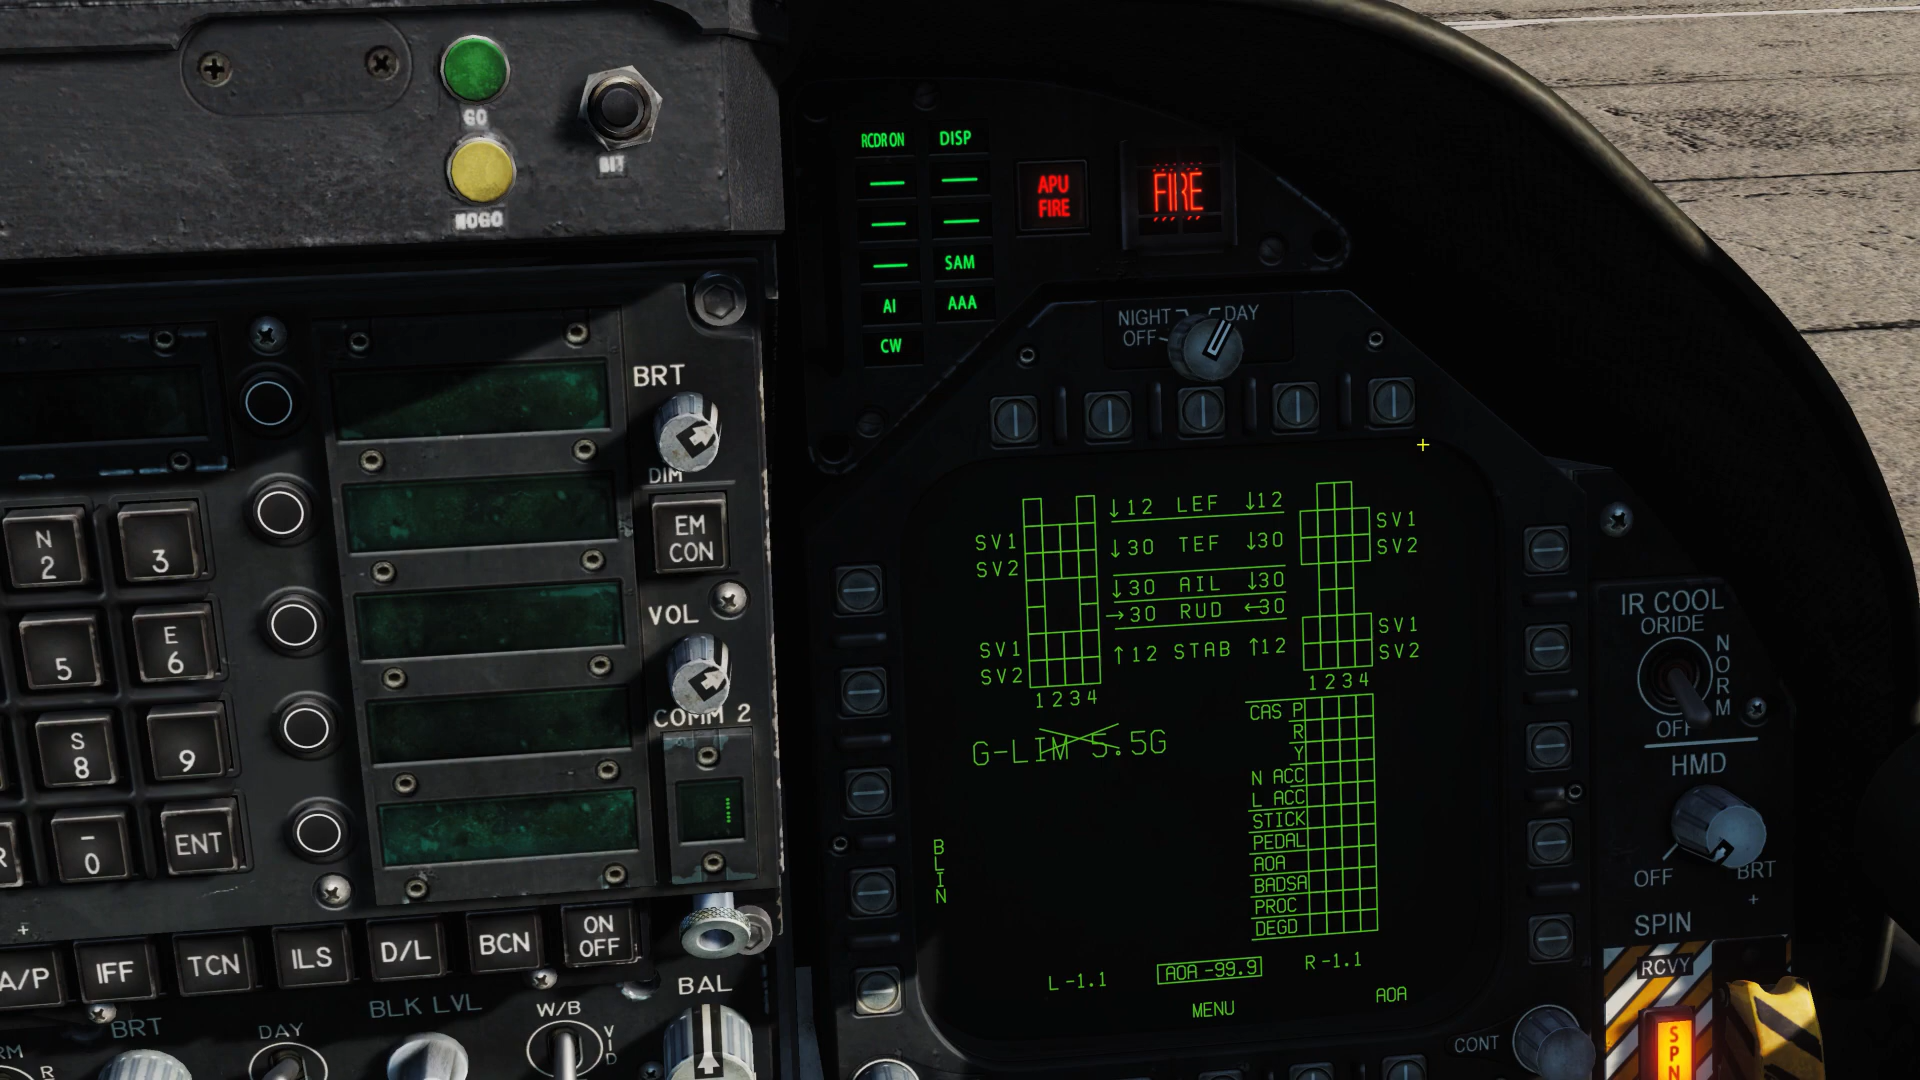 GO
BIT
NOGO
RCDR ON DISP
APU
FIRE
FIRE
SAM
AI AAA
CW
NIGHT DAY
OFF
BRT
DIM
EM
CON
VOL
COMM 2
N
2
3
5
E
6
S
8
9
–
0
ENT
A/P
IFF
TCN
ILS
D/L
BCN
ON
OFF
BRT
DAY
BLK LVL
W/B
VID
BAL
↓12 LEF ↓12
SV1 ↓30 TEF ↓30 SV1
SV2 SV2
↓30 AIL ↓30
→30 RUD ←30
SV1 ↑12 STAB ↑12 SV1
SV2 SV2
1234 1234
G-LIM 5.5G
CAS P
R
Y
N ACC
L ACC
STICK
PEDAL
AOA
BADSA
PROC
DEGD
BLIN
L -1.1 AOA -99.9 R -1.1
MENU AOA
IR COOL
ORIDE
NORM
OFF
HMD
OFF BRT
SPIN
RCVY
SPN
CONT